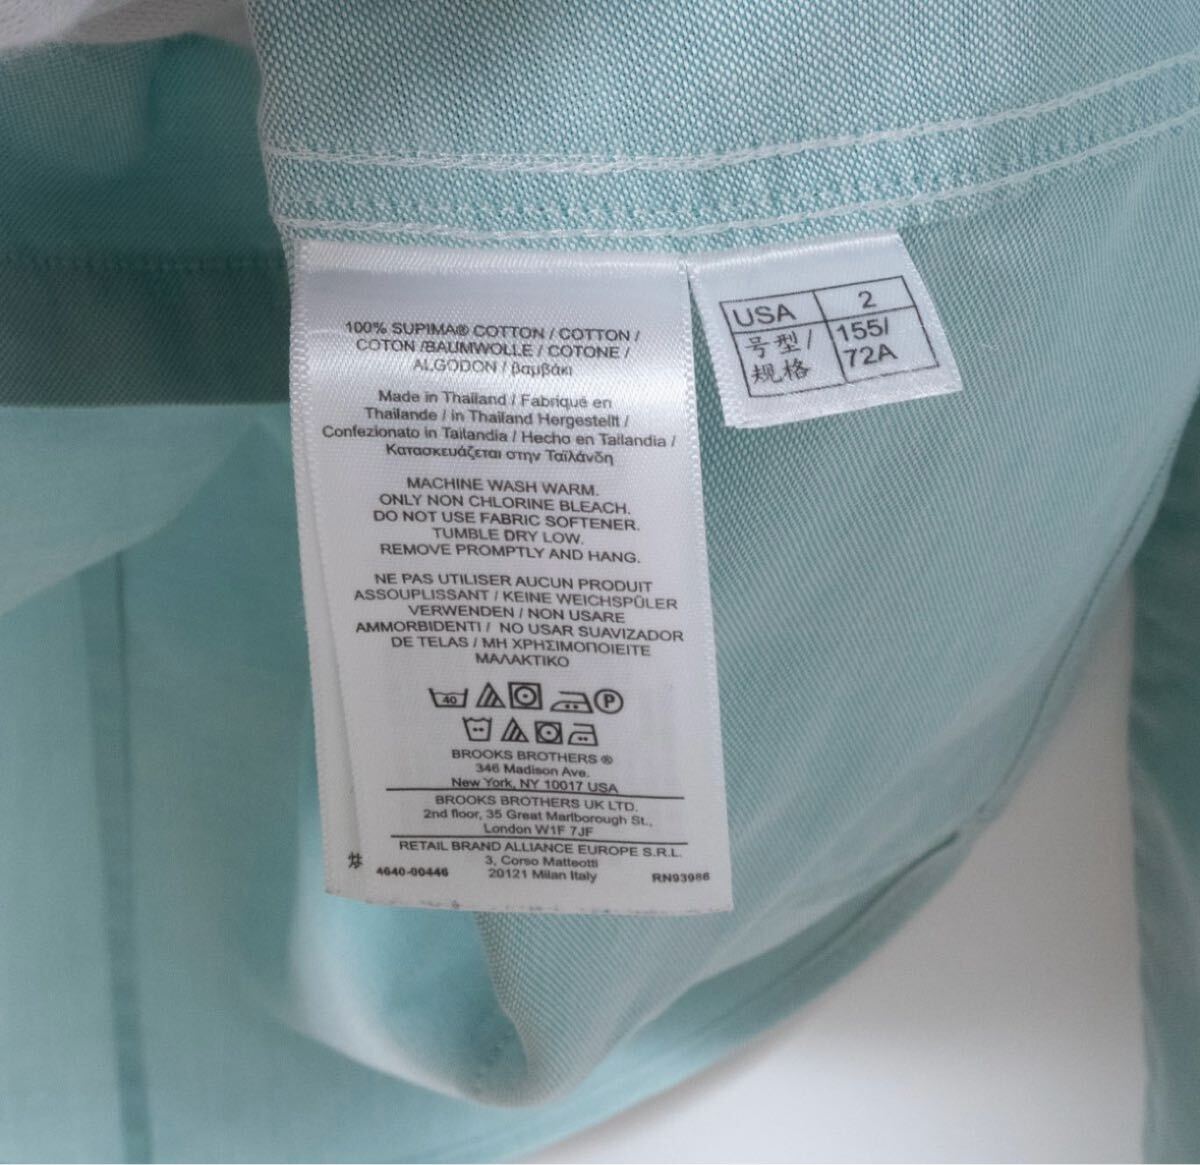 100% SUPIMA® COTTON / COTTON /
COTON /BAUMWOLLE / COTONE /
ALGODON / βαμβάκι
Made in Thailand / Fabriqué en
Thaïlande / in Thailand Hergestellt /
Confezionato in Tailandia / Hecho en Tailandia /
Κατασκευάζεται στην Ταϊλάνδη
MACHINE WASH WARM.
ONLY NON CHLORINE BLEACH.
DO NOT USE FABRIC SOFTENER.
TUMBLE DRY LOW.
REMOVE PROMPTLY AND HANG.
NE PAS UTILISER AUCUN PRODUIT
ASSOUPLISSANT / KEINE WEICHSPÜLER
VERWENDEN / NON USARE
AMMORBIDENTI / NO USAR SUAVIZADOR
DE TELAS / ΜΗ ΧΡΗΣΙΜΟΠΟΙΕΙΤΕ
ΜΑΛΑΚΤΙΚΟ
40 P
BROOKS BROTHERS ®
346 Madison Ave.
New York, NY 10017 USA
BROOKS BROTHERS UK LTD.
2nd floor, 35 Great Marlborough St.,
London W1F 7JF
RETAIL BRAND ALLIANCE EUROPE S.R.L.
3, Corso Matteotti
4640-00446 20121 Milan Italy RN93986
USA 2
号型/ 155/
规格 72A